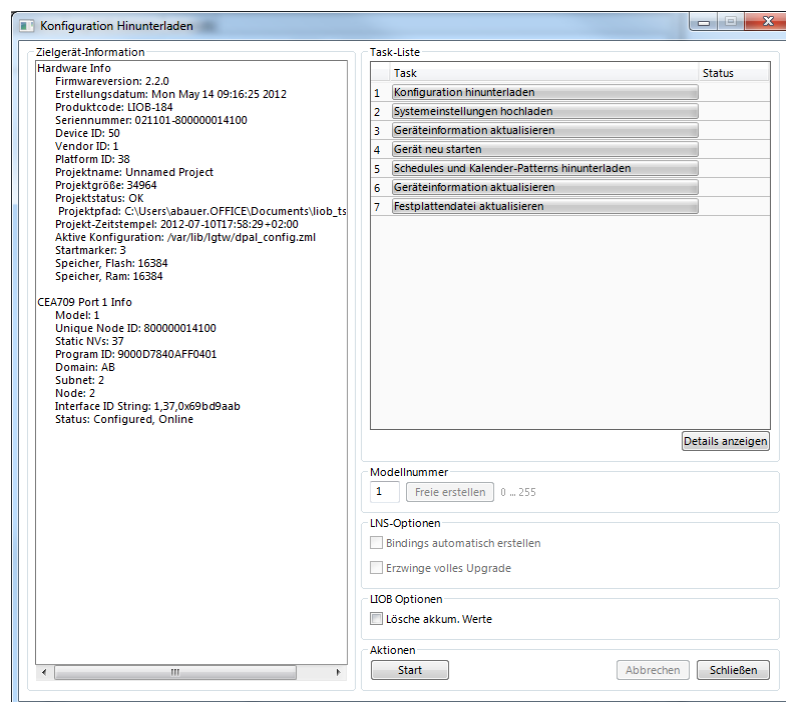 Konfiguration Hinunterladen
Zielgerät-Information
Hardware Info
Firmwareversion: 2.2.0
Erstellungsdatum: Mon May 14 09:16:25 2012
Produktcode: LIOB-184
Seriennummer: 021101-800000014100
Device ID: 50
Vendor ID: 1
Platform ID: 38
Projektname: Unnamed Project
Projektgröße: 34964
Projektstatus: OK
Projektpfad: C:\Users\abauer.OFFICE\Documents\liob_ts
Projekt-Zeitstempel: 2012-07-10T17:58:29+02:00
Aktive Konfiguration: /var/lib/lgtw/dpal_config.zml
Startmarker: 3
Speicher, Flash: 16384
Speicher, Ram: 16384
CEA709 Port 1 Info
Model: 1
Unique Node ID: 800000014100
Static NVs: 37
Program ID: 9000D7840AFF0401
Domain: AB
Subnet: 2
Node: 2
Interface ID String: 1,37,0x69bd9aab
Status: Configured, Online
Task-Liste
Task Status
1 Konfiguration hinunterladen
2 Systemeinstellungen hochladen
3 Geräteinformation aktualisieren
4 Gerät neu starten
5 Schedules und Kalender-Patterns hinunterladen
6 Geräteinformation aktualisieren
7 Festplattendatei aktualisieren
Details anzeigen
Modellnummer
1 Freie erstellen 0 ... 255
LNS-Optionen
Bindings automatisch erstellen
Erzwinge volles Upgrade
LIOB Optionen
Lösche akkum. Werte
Aktionen
Start Abbrechen Schließen